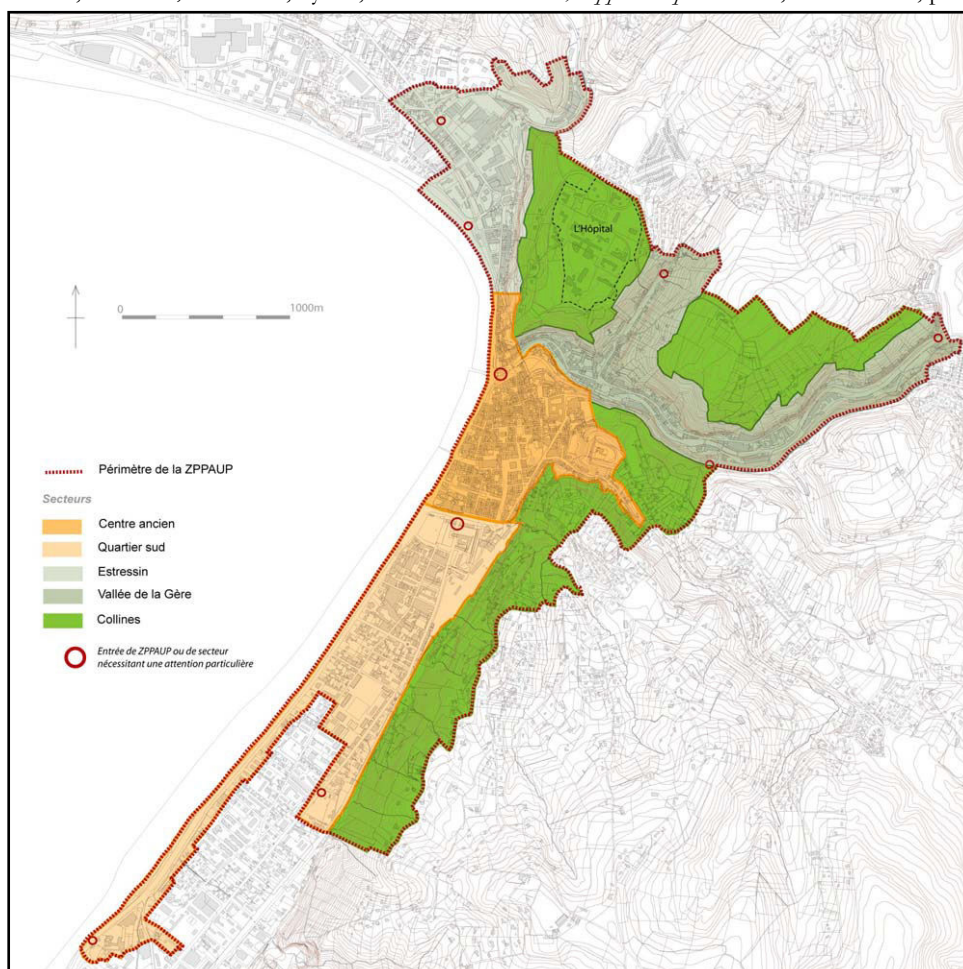 L'Hôpital
0 1000m
Périmètre de la ZPPAUP
Secteurs
Centre ancien
Quartier sud
Estressin
Vallée de la Gère
Collines
Entrée de ZPPAUP ou de secteur
nécessitant une attention particulière